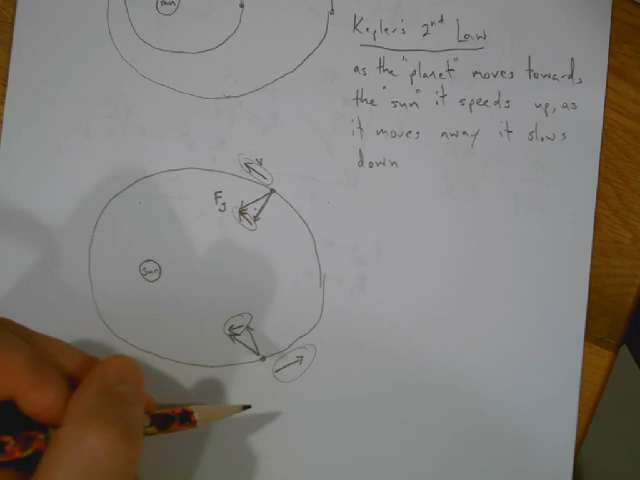 Sun
Kepler's 2nd Law
as the "planet" moves towards
the "sun" it speeds up, as
it moves away it slows
down
v
Fg
Sun